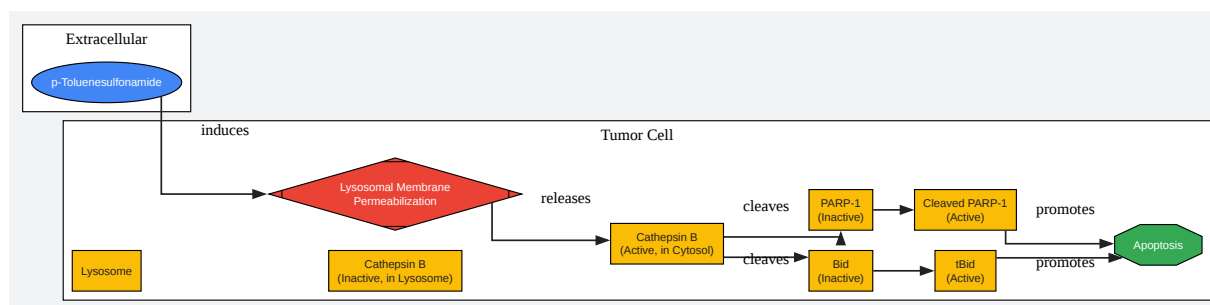 Extracellular
p-Toluenesulfonamide
induces
Tumor Cell
Lysosomal Membrane
Permeabilization
releases
cleaves
PARP-1
(Inactive)
Cleaved PARP-1
(Active)
promotes
Cathepsin B
(Active, in Cytosol)
Apoptosis
Lysosome
Cathepsin B
(Inactive, in Lysosome)
cleaves
Bid
(Inactive)
tBid
(Active)
promotes